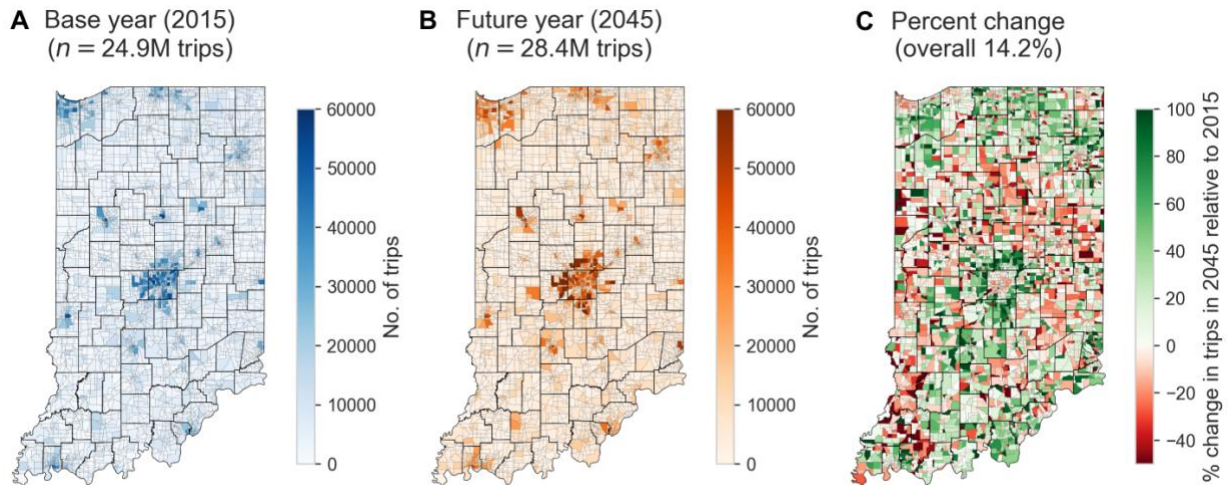 A Base year (2015)
(n = 24.9M trips)
60000
50000
40000
30000
20000
10000
0
No. of trips
B Future year (2045)
(n = 28.4M trips)
60000
50000
40000
30000
20000
10000
0
No. of trips
C Percent change
(overall 14.2%)
100
80
60
40
20
0
−20
−40
% change in trips in 2045 relative to 2015